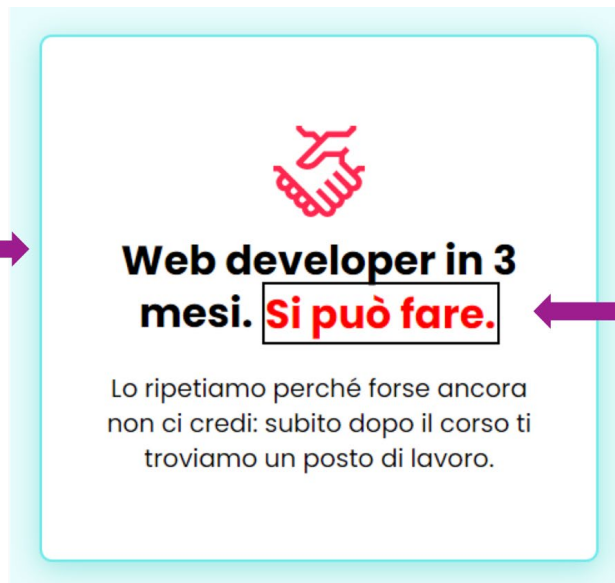 Web developer in 3
mesi. Si può fare.
Lo ripetiamo perché forse ancora
non ci credi: subito dopo il corso ti
troviamo un posto di lavoro.